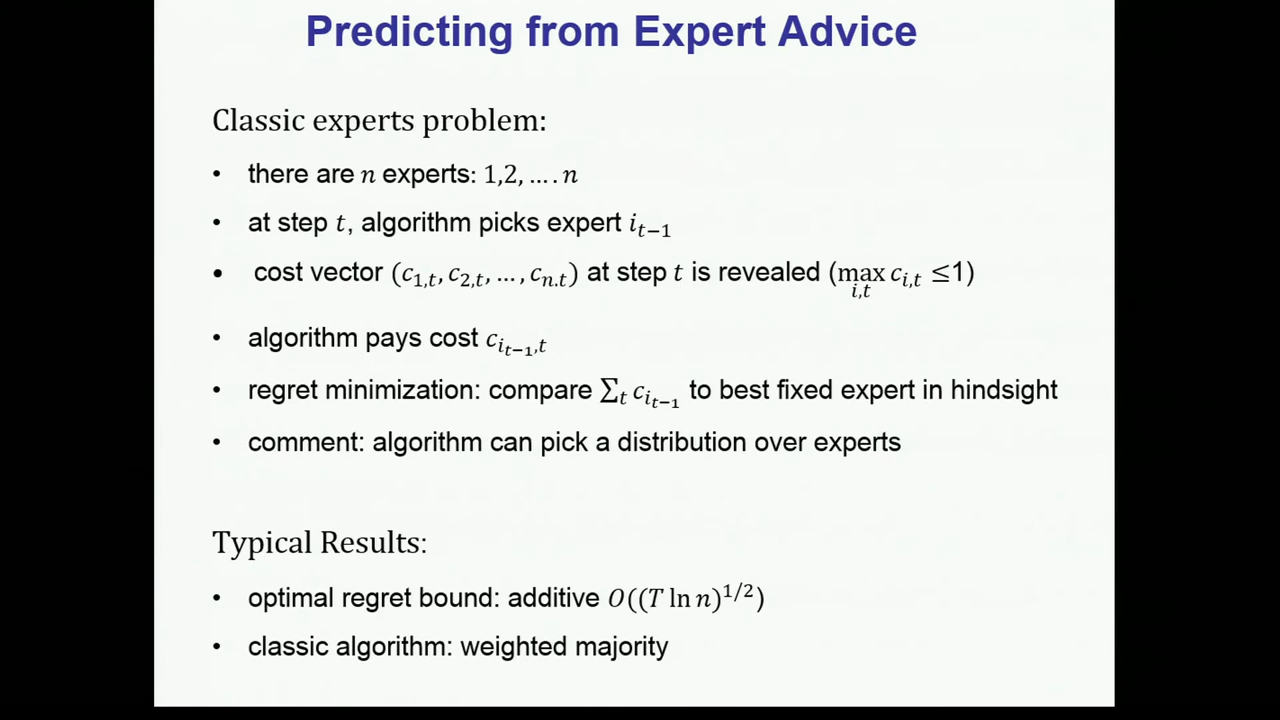 Predicting from Expert Advice
Classic experts problem:
• there are n experts: 1,2, … . n
• at step t, algorithm picks expert i_{t−1}
• cost vector (c_{1,t}, c_{2,t}, …, c_{n.t}) at step t is revealed (max_{i,t} c_{i,t} ≤1)
• algorithm pays cost c_{i_{t−1},t}
• regret minimization: compare ∑_t c_{i_{t−1}} to best fixed expert in hindsight
• comment: algorithm can pick a distribution over experts
Typical Results:
• optimal regret bound: additive O((T ln n)^{1/2})
• classic algorithm: weighted majority